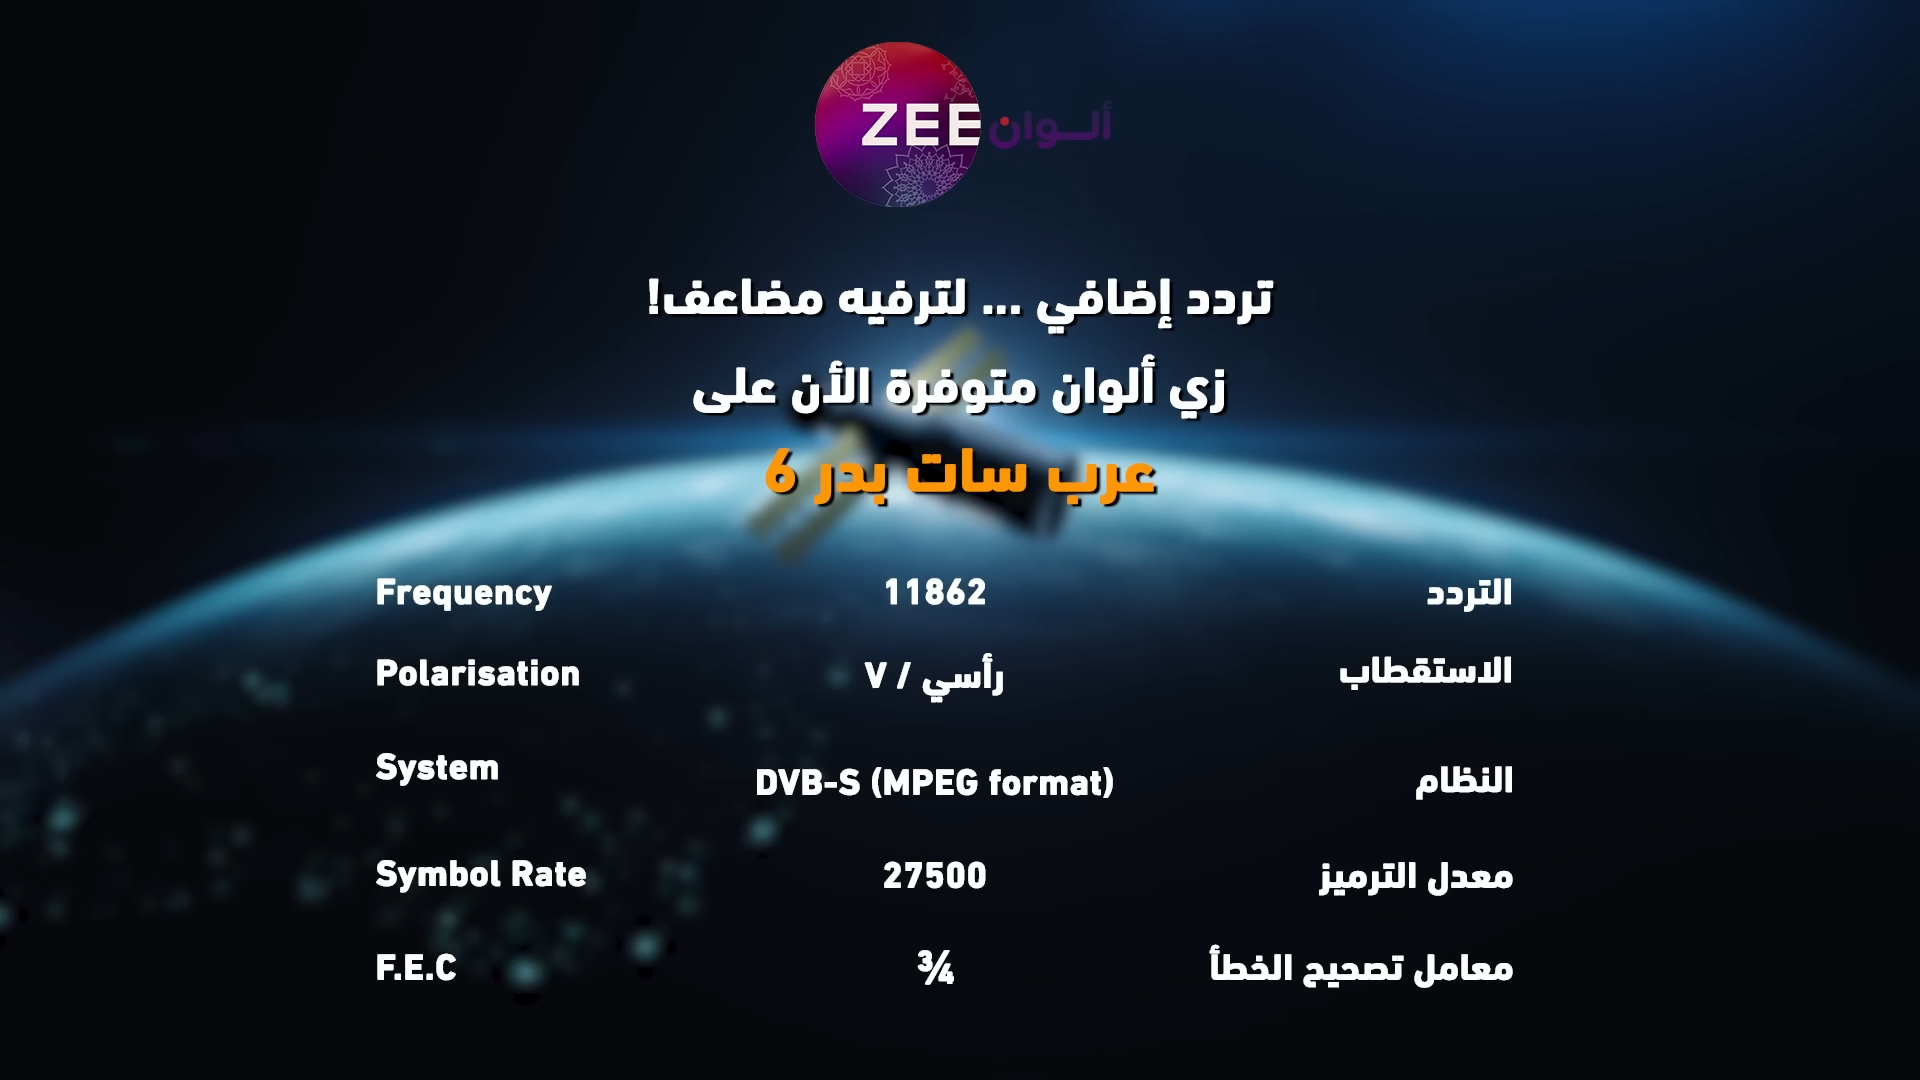 ZEE ألوان
تردد إضافي ... لترفيه مضاعف!
زي ألوان متوفرة الأن على
عرب سات بدر 6
Frequency 11862 التردد
Polarisation رأسي / V الاستقطاب
System DVB-S (MPEG format) النظام
Symbol Rate 27500 معدل الترميز
F.E.C ¾ معامل تصحيح الخطأ